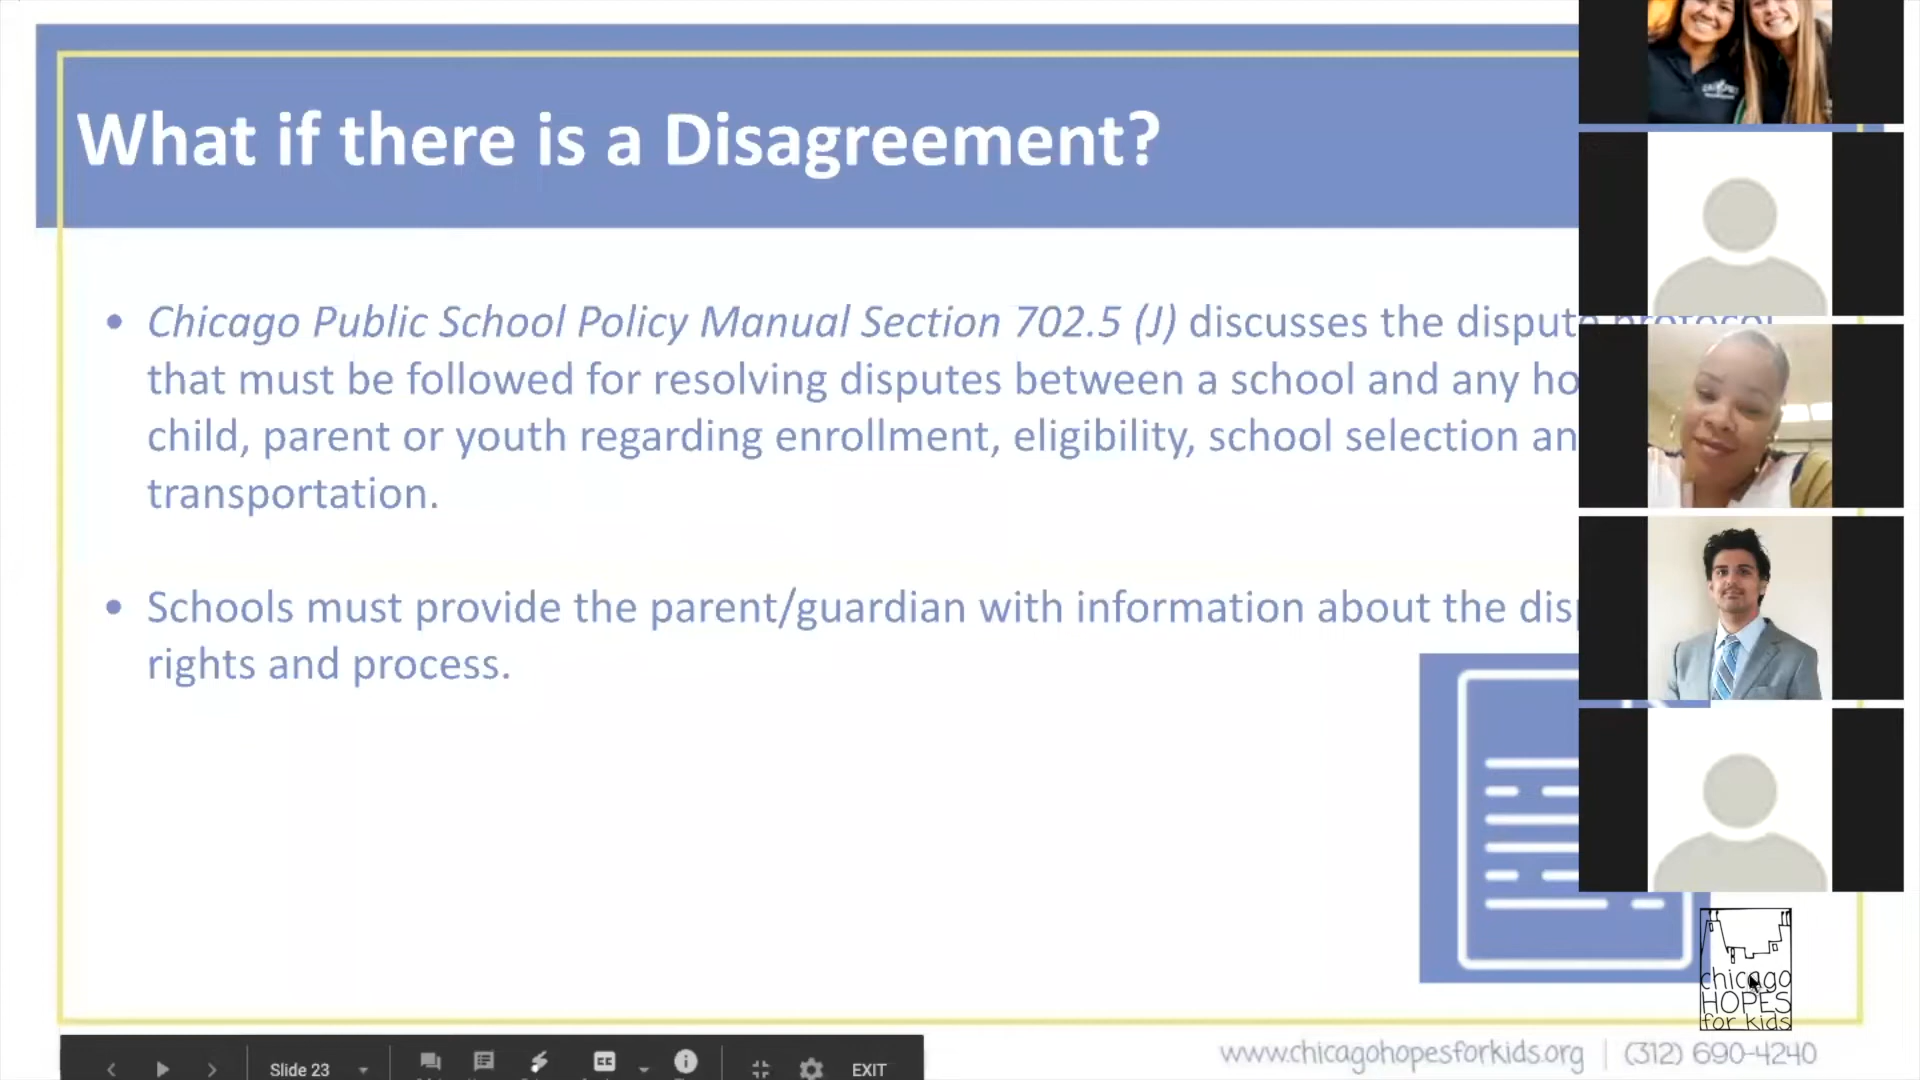 What if there is a Disagreement?
• Chicago Public School Policy Manual Section 702.5 (J) discusses the dispute protocol
that must be followed for resolving disputes between a school and any
child, parent or youth regarding enrollment, eligibility, school selection
transportation.
• Schools must provide the parent/guardian with information about the
rights and process.
chicago
HOPES
for kids
www.chicagohopesforkids.org | (312) 690-4240
Slide 23
CC
EXIT